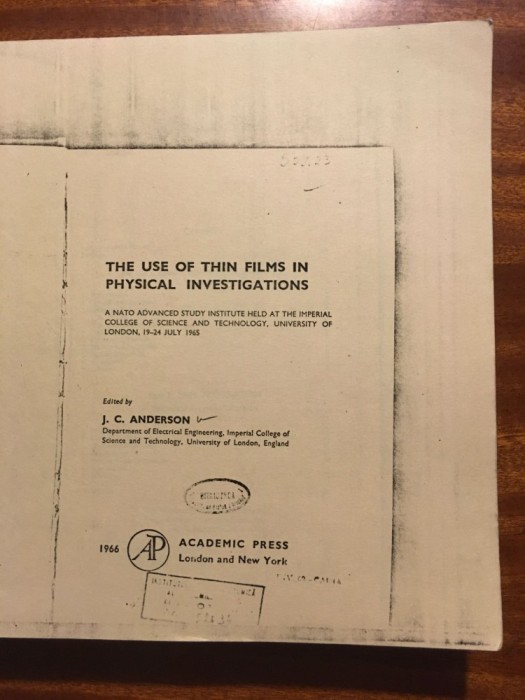 THE USE OF THIN FILMS IN
PHYSICAL INVESTIGATIONS
A NATO ADVANCED STUDY INSTITUTE HELD AT THE IMPERIAL
COLLEGE OF SCIENCE AND TECHNOLOGY, UNIVERSITY OF
LONDON, 19–24 JULY 1965
Edited by
J. C. ANDERSON
Department of Electrical Engineering, Imperial College of
Science and Technology, University of London, England
1966
AP
ACADEMIC PRESS
London and New York